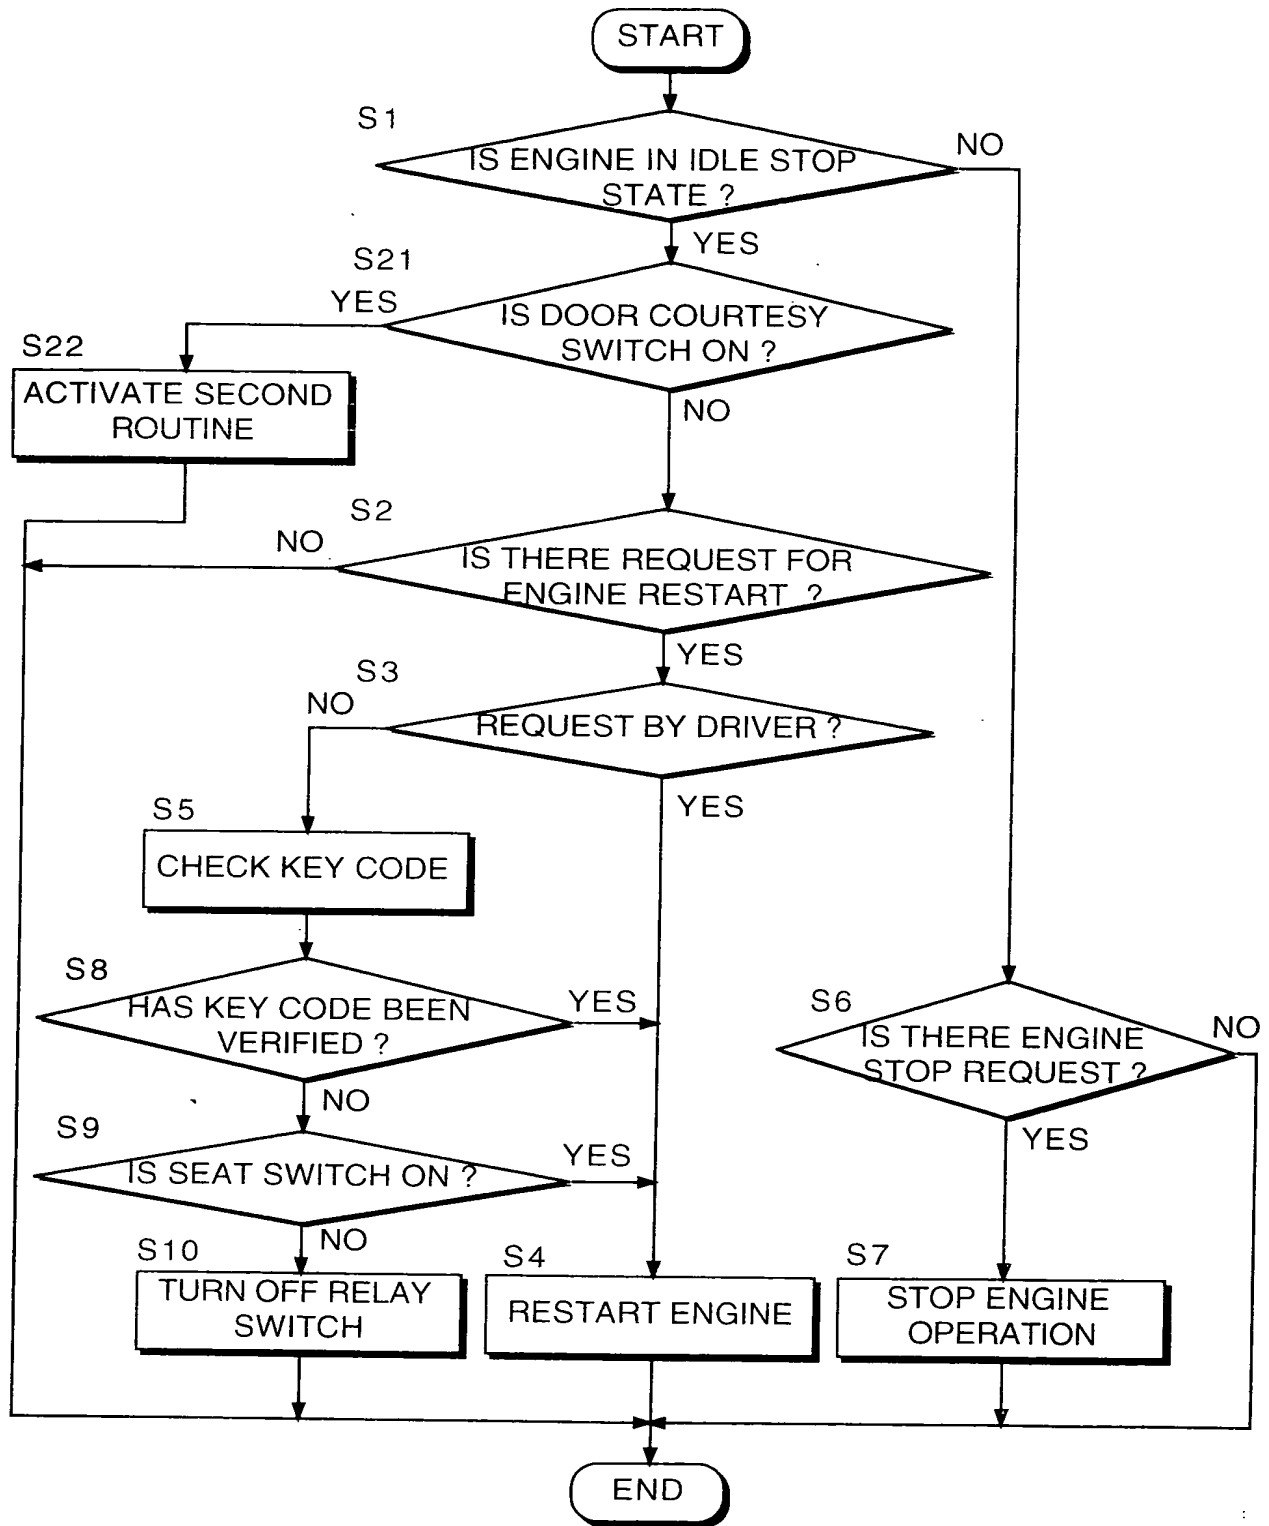 START
S1
IS ENGINE IN IDLE STOP
STATE ?
NO
YES
S21
YES
IS DOOR COURTESY
SWITCH ON ?
NO
S22
ACTIVATE SECOND
ROUTINE
S2
NO
IS THERE REQUEST FOR
ENGINE RESTART ?
YES
S3
NO
REQUEST BY DRIVER ?
YES
S5
CHECK KEY CODE
S8
HAS KEY CODE BEEN
VERIFIED ?
YES
NO
S6
IS THERE ENGINE
STOP REQUEST ?
NO
YES
S9
IS SEAT SWITCH ON ?
YES
NO
S10
TURN OFF RELAY
SWITCH
S4
RESTART ENGINE
S7
STOP ENGINE
OPERATION
END